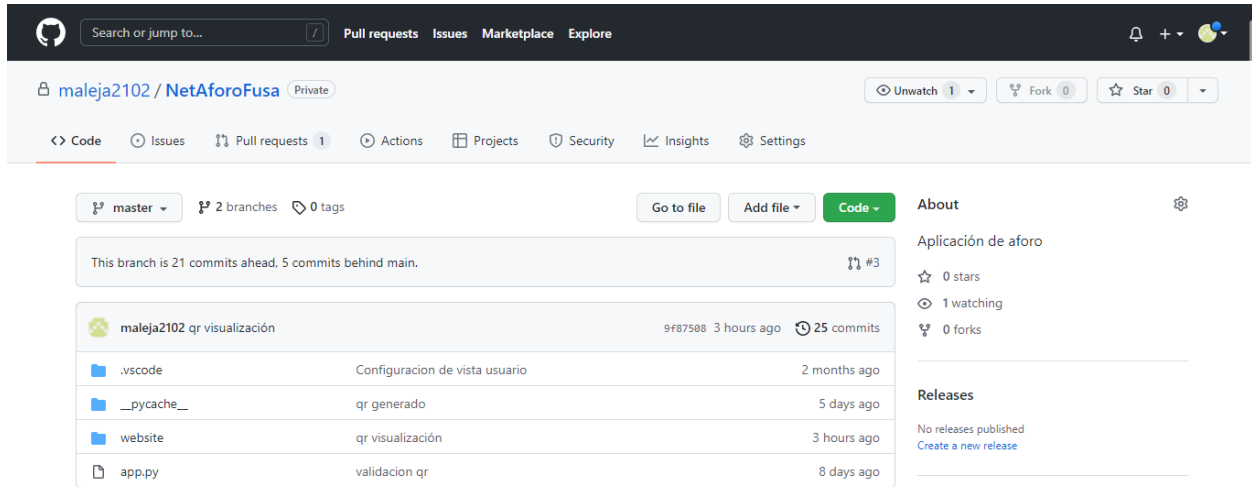 Search or jump to... / Pull requests Issues Marketplace Explore
maleja2102 / NetAforoFusa Private Unwatch 1 Fork 0 Star 0
Code Issues Pull requests 1 Actions Projects Security Insights Settings
master 2 branches 0 tags Go to file Add file Code
This branch is 21 commits ahead, 5 commits behind main. #3
maleja2102 qr visualización 9f87508 3 hours ago 25 commits
.vscode Configuracion de vista usuario 2 months ago
__pycache__ qr generado 5 days ago
website qr visualización 3 hours ago
app.py validacion qr 8 days ago
About
Aplicación de aforo
0 stars
1 watching
0 forks
Releases
No releases published
Create a new release